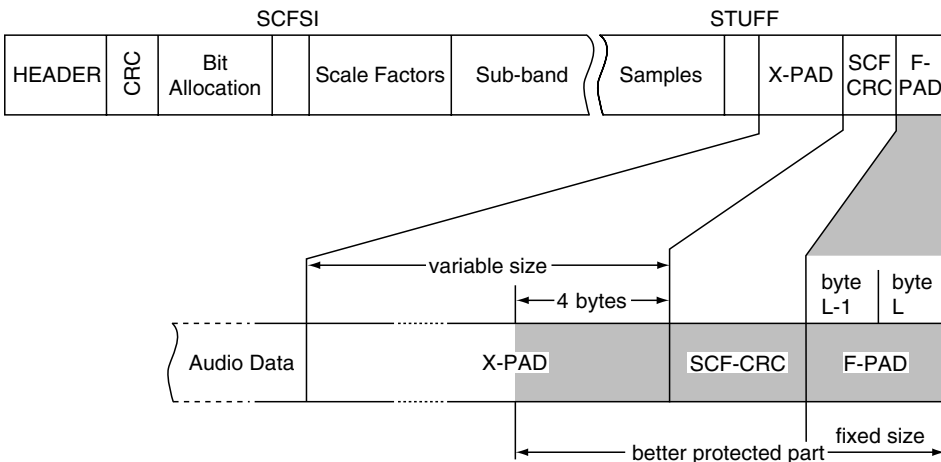 SCFSI STUFF
HEADER CRC Bit Allocation Scale Factors Sub-band Samples X-PAD SCF CRC F-PAD
variable size
4 bytes
byte L-1 byte L
Audio Data X-PAD SCF-CRC F-PAD
fixed size
better protected part